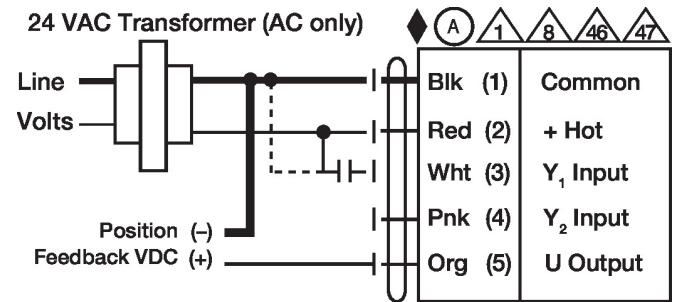 24 VAC Transformer (AC only)
A 1 8 46 47
Line
Volts
Blk (1) Common
Red (2) + Hot
Wht (3) Y₁ Input
Pnk (4) Y₂ Input
Position (–)
Feedback VDC (+)
Org (5) U Output